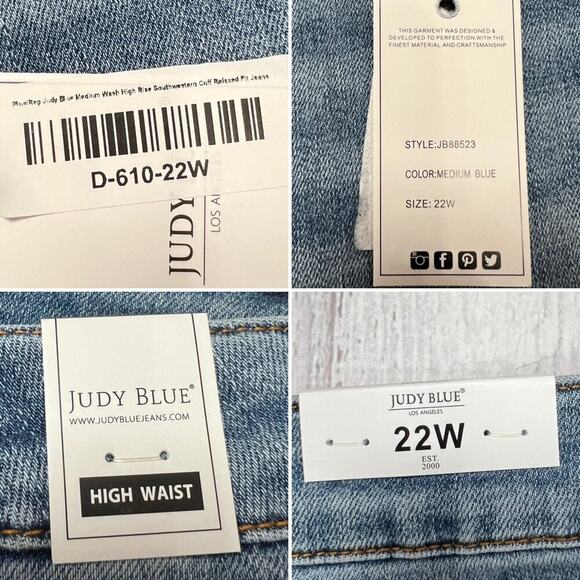 Plus/Reg Judy Blue Medium Wash High Rise Southwestern Cuff Relaxed Fit Jeans
D-610-22W
JUDY
LOS AN
THIS GARMENT WAS DESIGNED &
DEVELOPED TO PERFECTION WITH THE
FINEST MATERIAL AND CRAFTSMANSHIP
STYLE:JB88523
COLOR:MEDIUM BLUE
SIZE: 22W
JUDY BLUE®
WWW.JUDYBLUEJEANS.COM
HIGH WAIST
JUDY BLUE®
LOS ANGELES
22W
EST.
2000